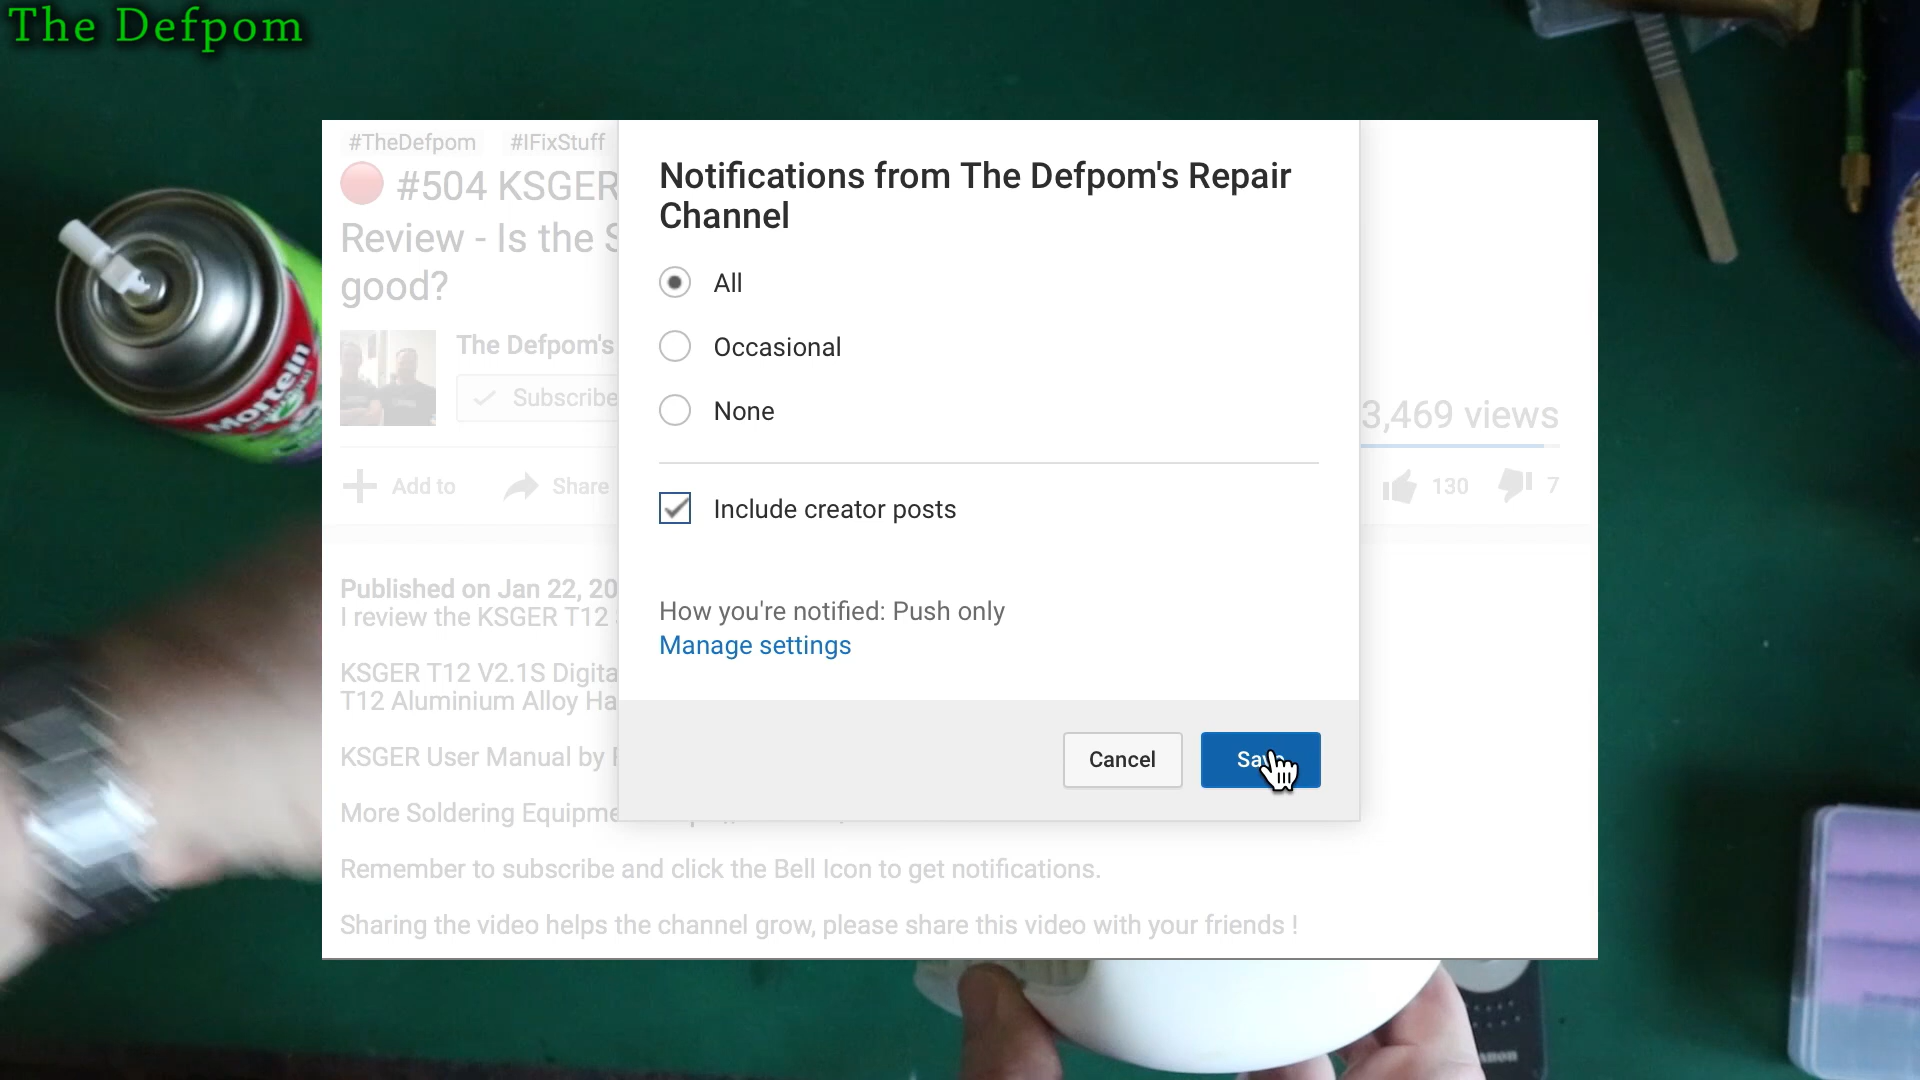 The Defpom
#TheDefpom #IFixStuff
#504 KSGER
Review - Is the S
good?
The Defpom's
Subscribe
3,469 views
Add to Share
130 7
Published on Jan 22, 20
I review the KSGER T12
KSGER T12 V2.1S Digita
T12 Aluminium Alloy Ha
KSGER User Manual by
More Soldering Equipme
Remember to subscribe and click the Bell Icon to get notifications.
Sharing the video helps the channel grow, please share this video with your friends !
Notifications from The Defpom's Repair
Channel
All
Occasional
None
Include creator posts
How you're notified: Push only
Manage settings
Cancel Save
Mortein